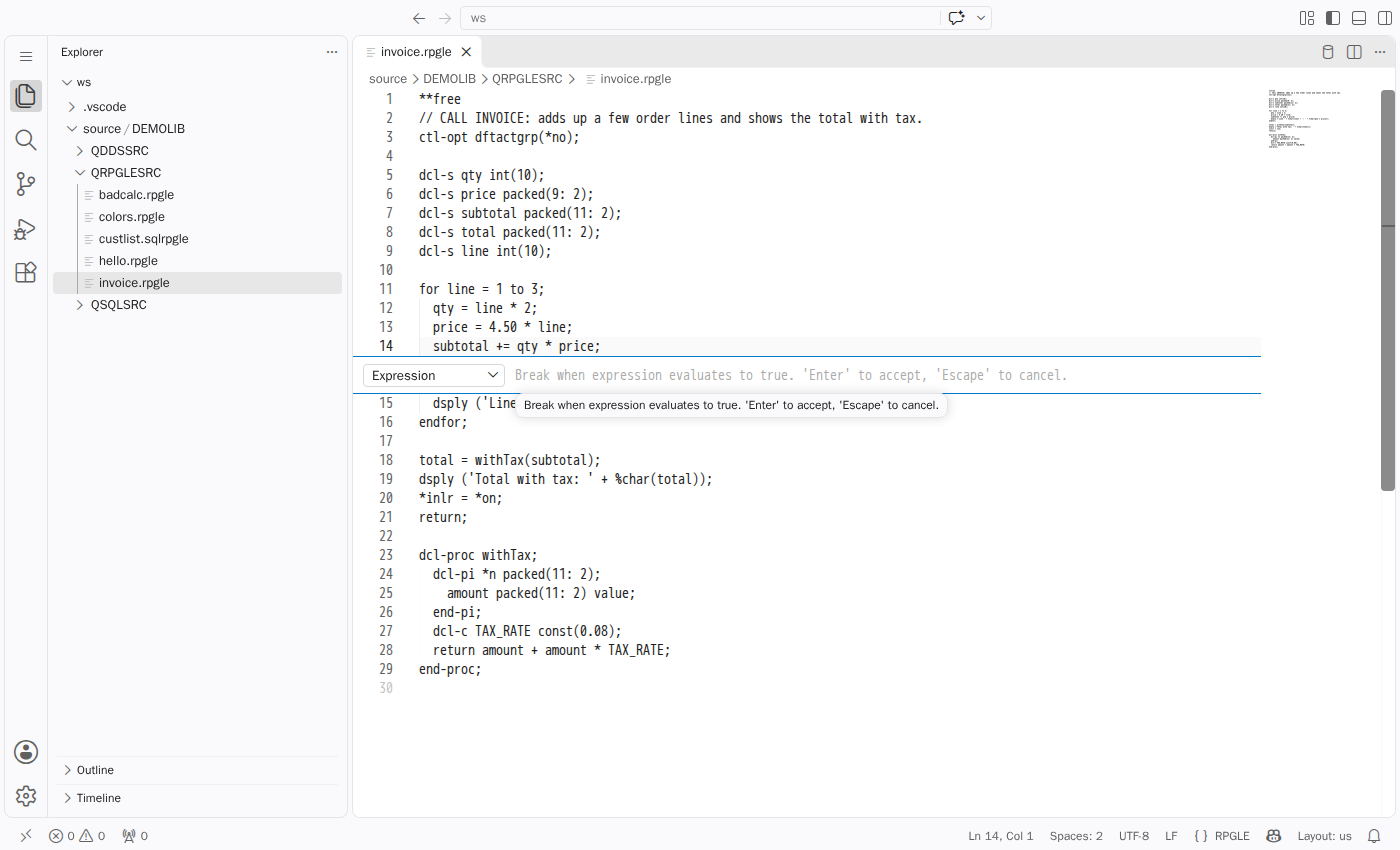 ws
Explorer
ws
.vscode
source / DEMOLIB
QDDSSRC
QRPGLESRC
badcalc.rpgle
colors.rpgle
custlist.sqlrpgle
hello.rpgle
invoice.rpgle
QSQLSRC
Outline
Timeline
invoice.rpgle
source > DEMOLIB > QRPGLESRC > invoice.rpgle
1 **free
2 // CALL INVOICE: adds up a few order lines and shows the total with tax.
3 ctl-opt dftactgrp(*no);
4
5 dcl-s qty int(10);
6 dcl-s price packed(9: 2);
7 dcl-s subtotal packed(11: 2);
8 dcl-s total packed(11: 2);
9 dcl-s line int(10);
10
11 for line = 1 to 3;
12 qty = line * 2;
13 price = 4.50 * line;
14 subtotal += qty * price;
Expression Break when expression evaluates to true. 'Enter' to accept, 'Escape' to cancel.
15 dsply ('Line
Break when expression evaluates to true. 'Enter' to accept, 'Escape' to cancel.
16 endfor;
17
18 total = withTax(subtotal);
19 dsply ('Total with tax: ' + %char(total));
20 *inlr = *on;
21 return;
22
23 dcl-proc withTax;
24 dcl-pi *n packed(11: 2);
25 amount packed(11: 2) value;
26 end-pi;
27 dcl-c TAX_RATE const(0.08);
28 return amount + amount * TAX_RATE;
29 end-proc;
30
0 0 0 Ln 14, Col 1 Spaces: 2 UTF-8 LF { } RPGLE Layout: us